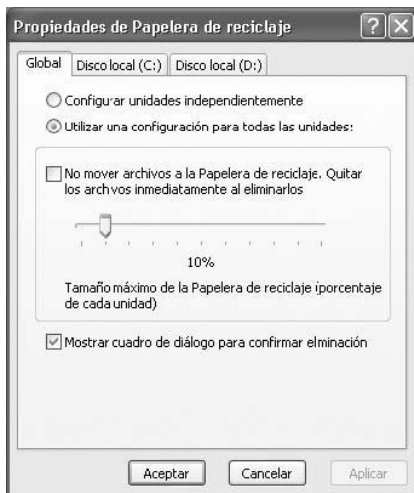 Propiedades de Papelera de reciclaje
Global
Disco local (C:)
Disco local (D:)
Configurar unidades independientemente
Utilizar una configuración para todas las unidades:
No mover archivos a la Papelera de reciclaje. Quitar
los archvos inmediatamente al eliminarlos
10%
Tamaño máximo de la Papelera de reciclaje (porcentaje
de cada unidad)
Mostrar cuadro de diálogo para confirmar elminación
Aceptar
Cancelar
Aplicar